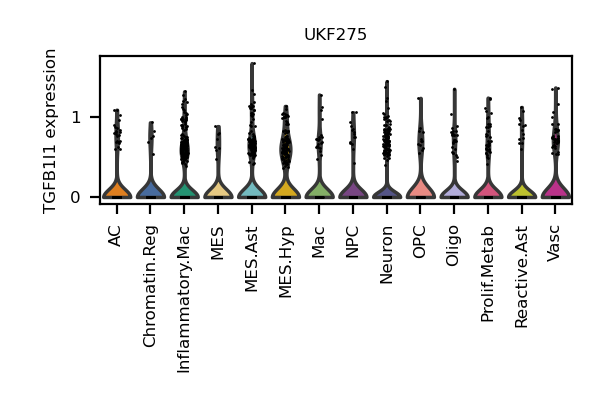 UKF275
TGFB1I1 expression
1
0
AC
Chromatin.Reg
Inflammatory.Mac
MES
MES.Ast
MES.Hyp
Mac
NPC
Neuron
OPC
Oligo
Prolif.Metab
Reactive.Ast
Vasc